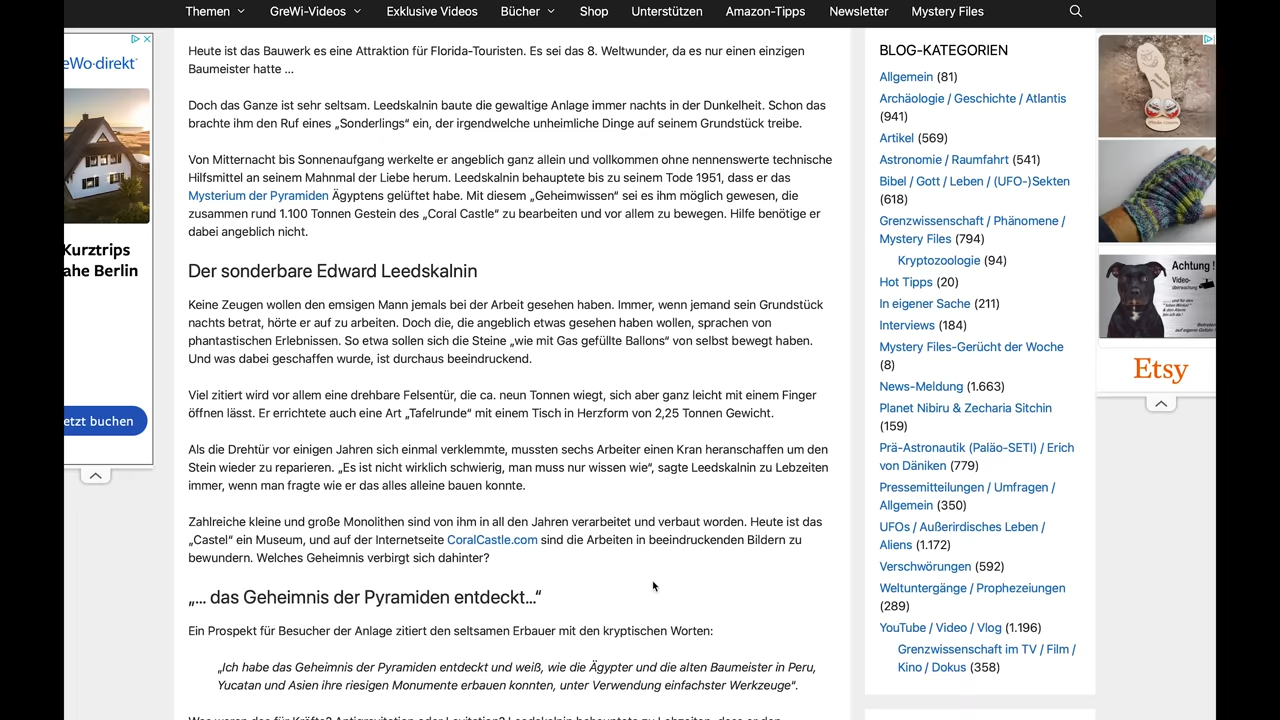 Themen
GreWi-Videos
Exklusive Videos
Bücher
Shop
Unterstützen
Amazon-Tipps
Newsletter
Mystery Files
eWo·direkt
Kurztrips
ahe Berlin
etzt buchen
Heute ist das Bauwerk es eine Attraktion für Florida-Touristen. Es sei das 8. Weltwunder, da es nur einen einzigen
Baumeister hatte ...
Doch das Ganze ist sehr seltsam. Leedskalnin baute die gewaltige Anlage immer nachts in der Dunkelheit. Schon das
brachte ihm den Ruf eines „Sonderlings“ ein, der irgendwelche unheimliche Dinge auf seinem Grundstück treibe.
Von Mitternacht bis Sonnenaufgang werkelte er angeblich ganz allein und vollkommen ohne nennenswerte technische
Hilfsmittel an seinem Mahnmal der Liebe herum. Leedskalnin behauptete bis zu seinem Tode 1951, dass er das
Mysterium der Pyramiden Ägyptens gelüftet habe. Mit diesem „Geheimwissen“ sei es ihm möglich gewesen, die
zusammen rund 1.100 Tonnen Gestein des „Coral Castle“ zu bearbeiten und vor allem zu bewegen. Hilfe benötige er
dabei angeblich nicht.
Der sonderbare Edward Leedskalnin
Keine Zeugen wollen den emsigen Mann jemals bei der Arbeit gesehen haben. Immer, wenn jemand sein Grundstück
nachts betrat, hörte er auf zu arbeiten. Doch die, die angeblich etwas gesehen haben wollen, sprachen von
phantastischen Erlebnissen. So etwa sollen sich die Steine „wie mit Gas gefüllte Ballons“ von selbst bewegt haben.
Und was dabei geschaffen wurde, ist durchaus beeindruckend.
Viel zitiert wird vor allem eine drehbare Felsentür, die ca. neun Tonnen wiegt, sich aber ganz leicht mit einem Finger
öffnen lässt. Er errichtete auch eine Art „Tafelrunde“ mit einem Tisch in Herzform von 2,25 Tonnen Gewicht.
Als die Drehtür vor einigen Jahren sich einmal verklemmte, mussten sechs Arbeiter einen Kran heranschaffen um den
Stein wieder zu reparieren. „Es ist nicht wirklich schwierig, man muss nur wissen wie“, sagte Leedskalnin zu Lebzeiten
immer, wenn man fragte wie er das alles alleine bauen konnte.
Zahlreiche kleine und große Monolithen sind von ihm in all den Jahren verarbeitet und verbaut worden. Heute ist das
„Castel“ ein Museum, und auf der Internetseite CoralCastle.com sind die Arbeiten in beeindruckenden Bildern zu
bewundern. Welches Geheimnis verbirgt sich dahinter?
„... das Geheimnis der Pyramiden entdeckt...“
Ein Prospekt für Besucher der Anlage zitiert den seltsamen Erbauer mit den kryptischen Worten:
„Ich habe das Geheimnis der Pyramiden entdeckt und weiß, wie die Ägypter und die alten Baumeister in Peru,
Yucatan und Asien ihre riesigen Monumente erbauen konnten, unter Verwendung einfachster Werkzeuge“.
BLOG-KATEGORIEN
Allgemein (81)
Archäologie / Geschichte / Atlantis
(941)
Artikel (569)
Astronomie / Raumfahrt (541)
Bibel / Gott / Leben / (UFO-)Sekten
(618)
Grenzwissenschaft / Phänomene /
Mystery Files (794)
Kryptozoologie (94)
Hot Tipps (20)
In eigener Sache (211)
Interviews (184)
Mystery Files-Gerücht der Woche
(8)
News-Meldung (1.663)
Planet Nibiru & Zecharia Sitchin
(159)
Prä-Astronautik (Paläo-SETI) / Erich
von Däniken (779)
Pressemitteilungen / Umfragen /
Allgemein (350)
UFOs / Außerirdisches Leben /
Aliens (1.172)
Verschwörungen (592)
Weltuntergänge / Prophezeiungen
(289)
YouTube / Video / Vlog (1.196)
Grenzwissenschaft im TV / Film /
Kino / Dokus (358)
Achtung !
Video-
überwachung
Etsy